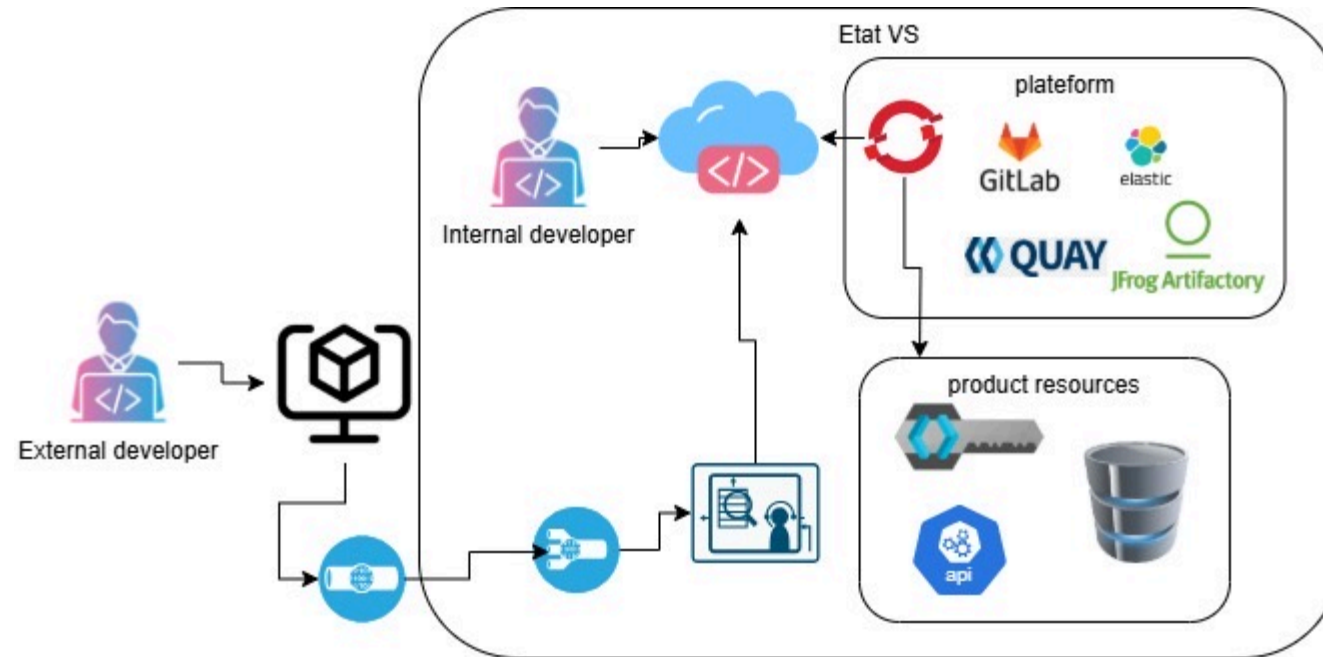 Etat VS
plateform
</>
</>
GitLab
elastic
Internal developer
QUAY
JFrog Artifactory
</>
External developer
product resources
api